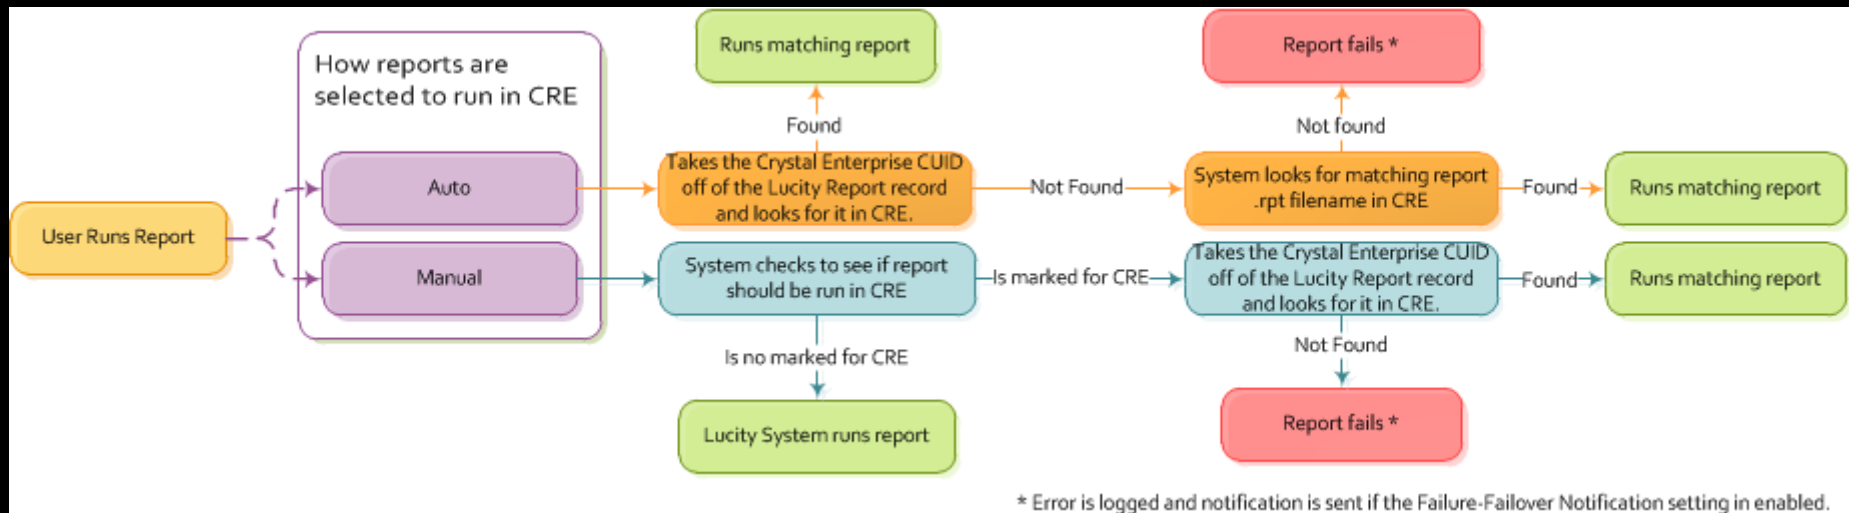 Runs matching report
Report fails *
How reports are
selected to run in CRE
Found
Not found
Auto
Takes the Crystal Enterprise CUID
off of the Lucity Report record
and looks for it in CRE.
Not Found
System looks for matching report
.rpt filename in CRE
Found
Runs matching report
User Runs Report
Manual
System checks to see if report
should be run in CRE
Is marked for CRE
Takes the Crystal Enterprise CUID
off of the Lucity Report record
and looks for it in CRE.
Found
Runs matching report
Is no marked for CRE
Not Found
Lucity System runs report
Report fails *
* Error is logged and notification is sent if the Failure-Failover Notification setting in enabled.